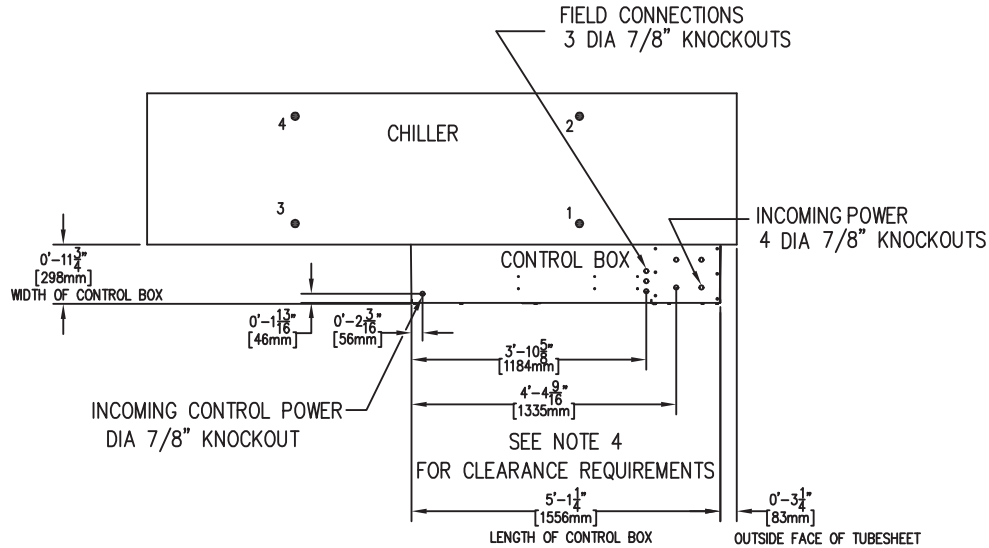 FIELD CONNECTIONS
3 DIA 7/8" KNOCKOUTS
4
2
CHILLER
3
1
INCOMING POWER
4 DIA 7/8" KNOCKOUTS
CONTROL BOX
0'-11 3/4"
[298mm]
WIDTH OF CONTROL BOX
0'-1 13/16"
[46mm]
0'-2 3/16"
[56mm]
3'-10 5/8"
[1184mm]
4'-4 9/16"
[1335mm]
INCOMING CONTROL POWER
DIA 7/8" KNOCKOUT
SEE NOTE 4
FOR CLEARANCE REQUIREMENTS
5'-1 1/4"
[1556mm]
LENGTH OF CONTROL BOX
0'-3 1/4"
[83mm]
OUTSIDE FACE OF TUBESHEET